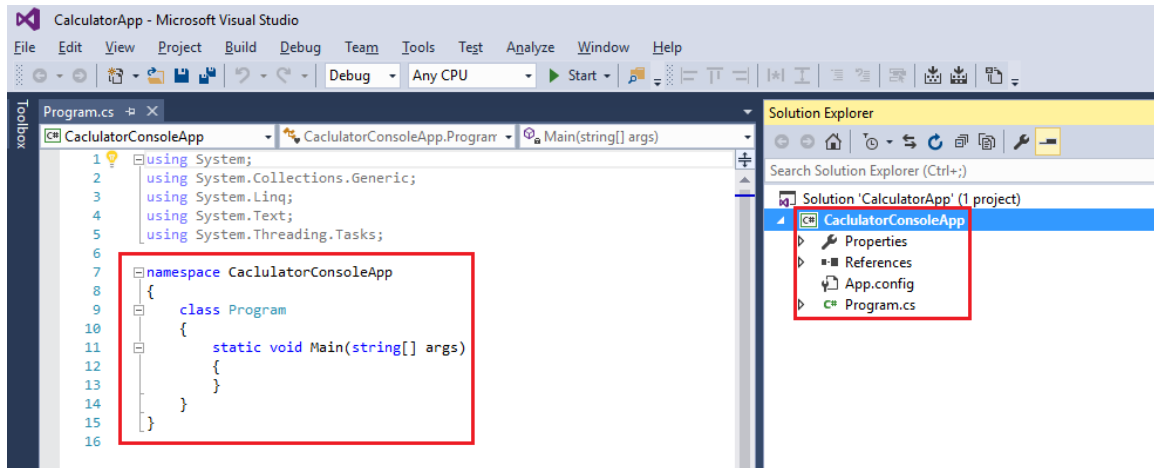 CalculatorApp - Microsoft Visual Studio
File Edit View Project Build Debug Team Tools Test Analyze Window Help
Debug Any CPU Start
Toolbox
Program.cs
CaclulatorConsoleApp CaclulatorConsoleApp.Program Main(string[] args)
1 using System;
2 using System.Collections.Generic;
3 using System.Linq;
4 using System.Text;
5 using System.Threading.Tasks;
6
7 namespace CaclulatorConsoleApp
8 {
9 class Program
10 {
11 static void Main(string[] args)
12 {
13 }
14 }
15 }
16
Solution Explorer
Search Solution Explorer (Ctrl+;)
Solution 'CalculatorApp' (1 project)
C# CaclulatorConsoleApp
Properties
References
App.config
C# Program.cs